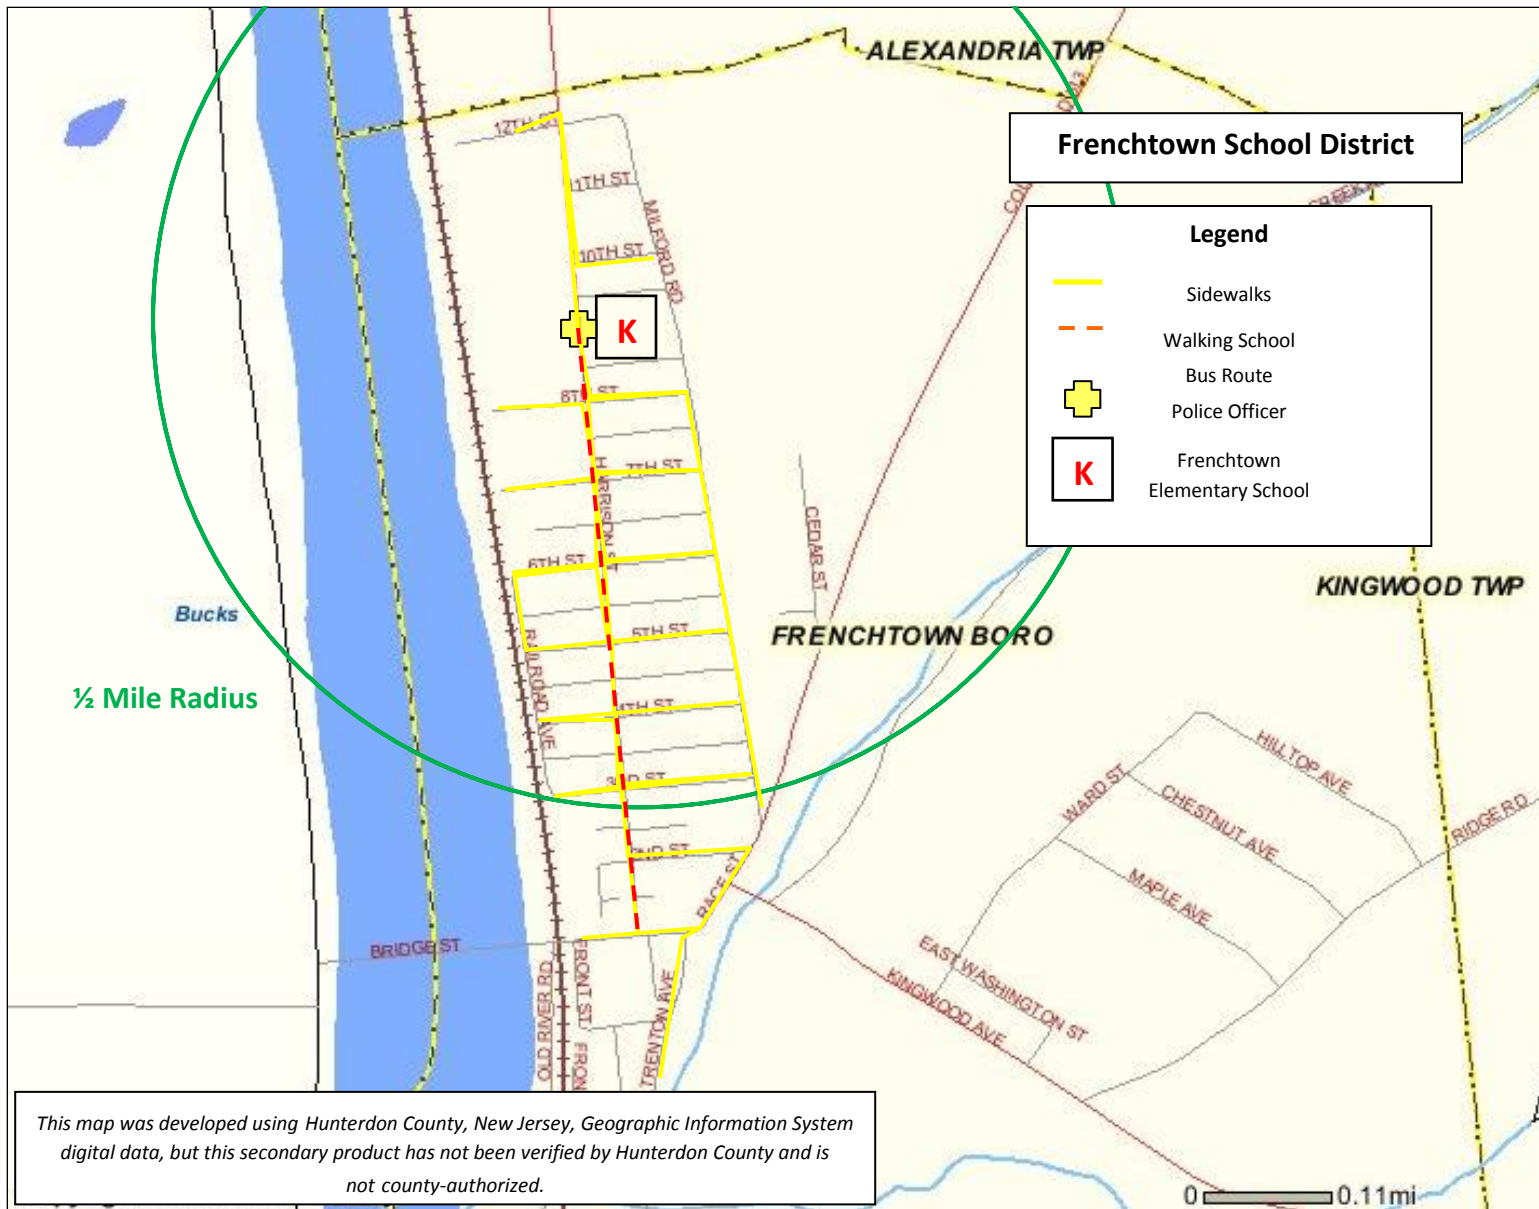 ALEXANDRIA TWP
Frenchtown School District
12TH ST
11TH ST
MILFORD RD
10TH ST
Legend
Sidewalks
Walking School
Bus Route
Police Officer
K
Frenchtown
Elementary School
K
8TH ST
7TH ST
HARRISON ST
CEDAR ST
6TH ST
KINGWOOD TWP
Bucks
FRENCHTOWN BORO
5TH ST
RAILROAD AVE
½ Mile Radius
4TH ST
HILLTOP AVE
WARD ST
3RD ST
CHESTNUT AVE
RIDGE RD
2ND ST
MAPLE AVE
RACE ST
BRIDGE ST
EAST WASHINGTON ST
KINGWOOD AVE
OLD RIVER RD
FRONT ST
FRON
TRENTON AVE
This map was developed using Hunterdon County, New Jersey, Geographic Information System
digital data, but this secondary product has not been verified by Hunterdon County and is
not county-authorized.
0 0.11mi